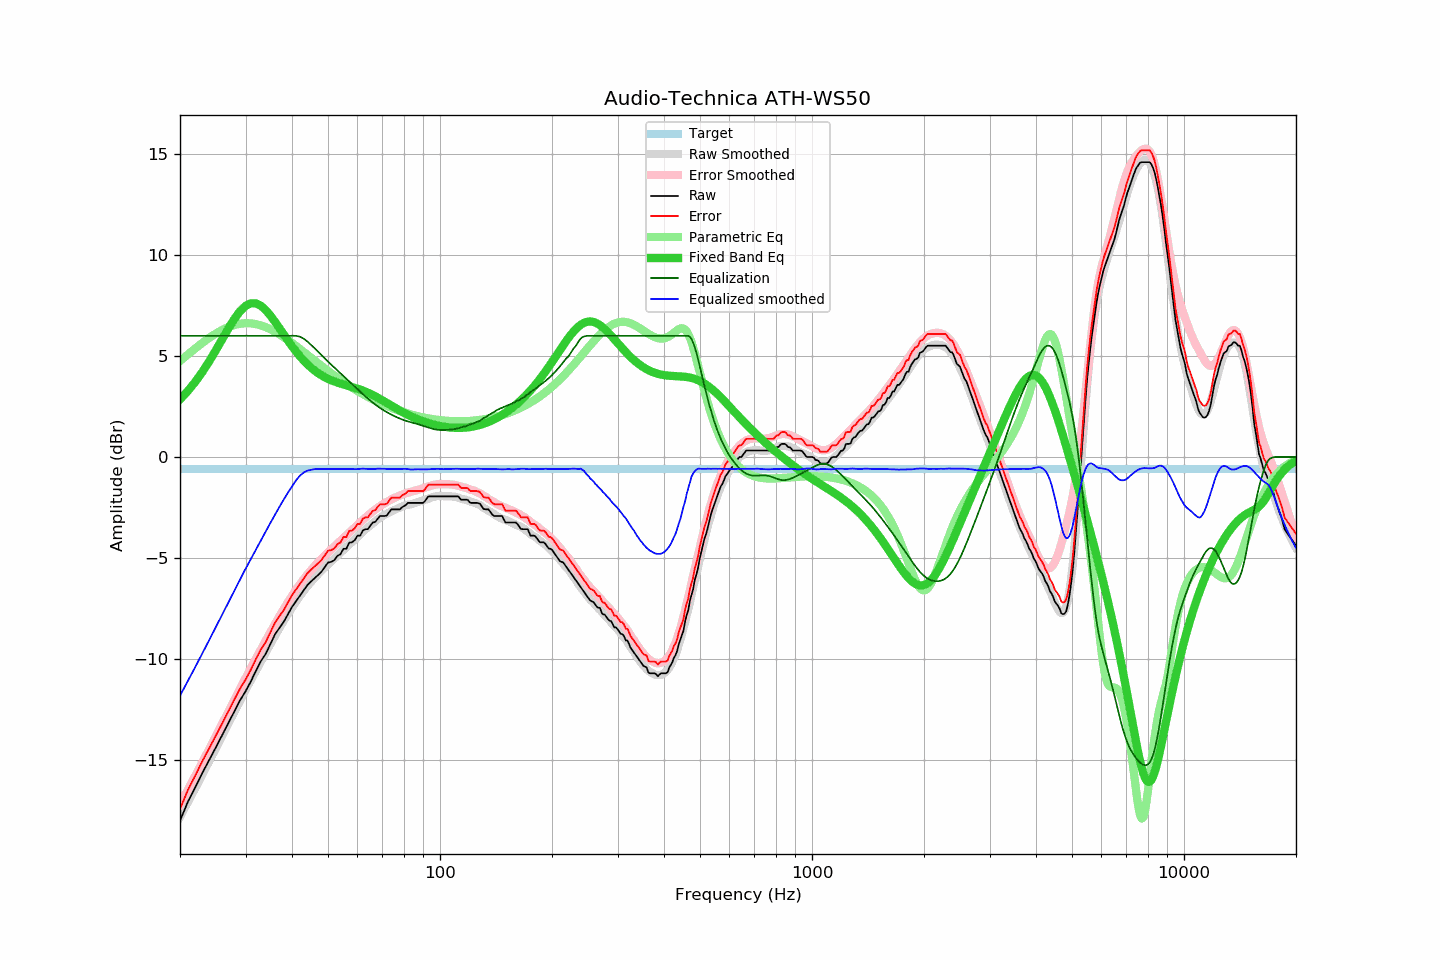 Audio-Technica ATH-WS50
Target
Raw Smoothed
Error Smoothed
Raw
Error
Parametric Eq
Fixed Band Eq
Equalization
Equalized smoothed
15
10
5
0
−5
−10
−15
Amplitude (dBr)
100
1000
10000
Frequency (Hz)